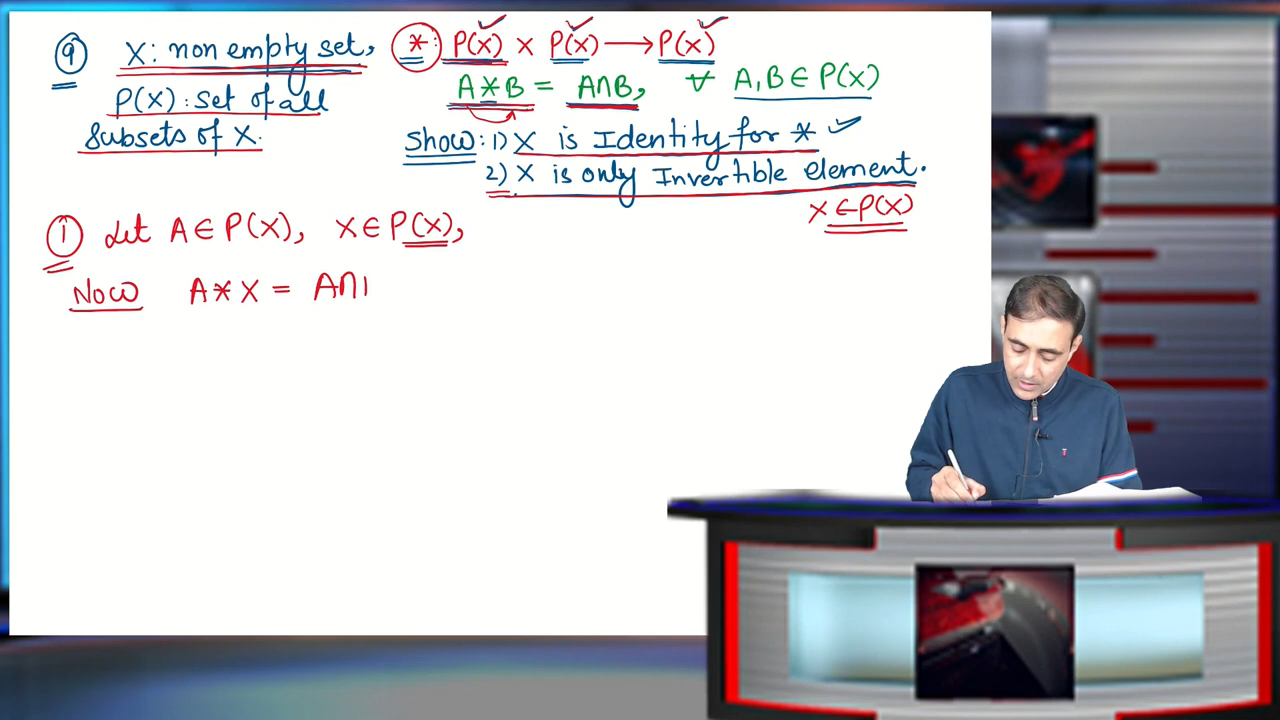 9 X: non empty set,
P(X): set of all
Subsets of X.
*: P(X) × P(X) → P(X)
A * B = A∩B, ∀ A, B ∈ P(X)
Show: 1) X is Identity for *
2) X is only Invertible element.
X ∈ P(X)
1 Let A ∈ P(X), X ∈ P(X),
Now A * X = A∩